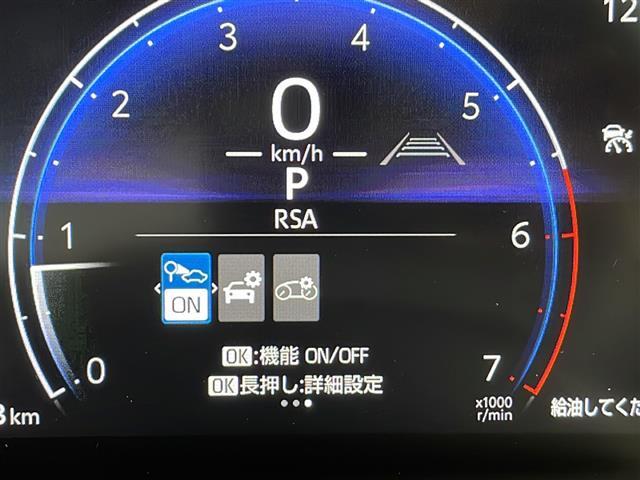 12
3
4
2
5
0
km/h
P
RSA
1
6
ON
OK:機能 ON/OFF
OK長押し:詳細設定
0
7
x1000
r/min
km
給油してくだ